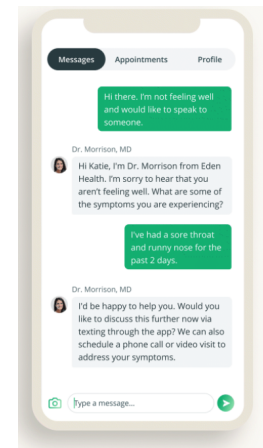 Messages Appointments Profile
Hi there. I'm not feeling well
and would like to speak to
someone.
Dr. Morrison, MD
Hi Katie, I'm Dr. Morrison from Eden
Health. I'm sorry to hear that you
aren't feeling well. What are some of
the symptoms you are experiencing?
I've had a sore throat
and runny nose for the
past 2 days.
Dr. Morrison, MD
I'd be happy to help you. Would you
like to discuss this further now via
texting through the app? We can also
schedule a phone call or video visit to
address your symptoms.
Type a message...